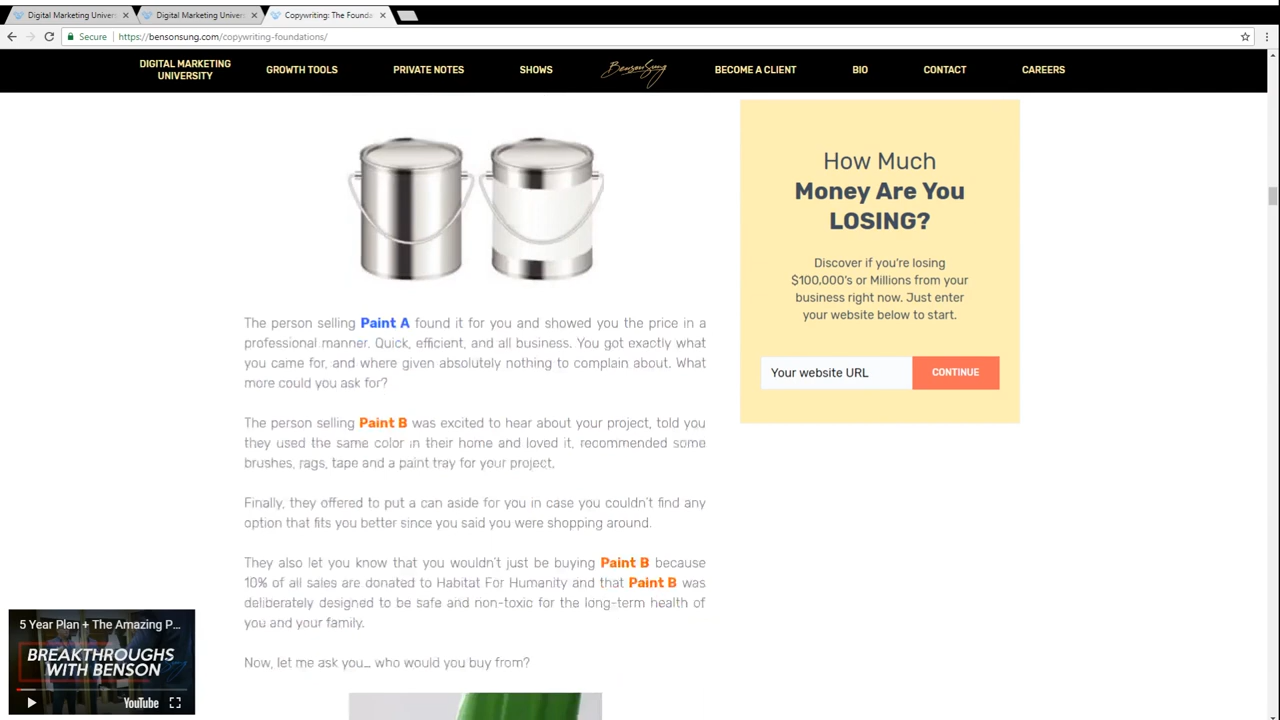 Digital Marketing Univers
Digital Marketing Univers
Copywriting: The Founda
Secure
https://bensonsung.com/copywriting-foundations/
DIGITAL MARKETING
UNIVERSITY
GROWTH TOOLS
PRIVATE NOTES
SHOWS
BensonSung
BECOME A CLIENT
BIO
CONTACT
CAREERS
The person selling Paint A found it for you and showed you the price in a
professional manner. Quick, efficient, and all business. You got exactly what
you came for, and where given absolutely nothing to complain about. What
more could you ask for?
The person selling Paint B was excited to hear about your project, told you
they used the same color in their home and loved it, recommended some
brushes, rags, tape and a paint tray for your project.
Finally, they offered to put a can aside for you in case you couldn't find any
option that fits you better since you said you were shopping around.
They also let you know that you wouldn't just be buying Paint B because
10% of all sales are donated to Habitat For Humanity and that Paint B was
deliberately designed to be safe and non-toxic for the long-term health of
you and your family.
Now, let me ask you... who would you buy from?
How Much
Money Are You
LOSING?
Discover if you're losing
$100,000's or Millions from your
business right now. Just enter
your website below to start.
Your website URL
CONTINUE
5 Year Plan + The Amazing P...
BREAKTHROUGHS
WITH BENSON
YouTube